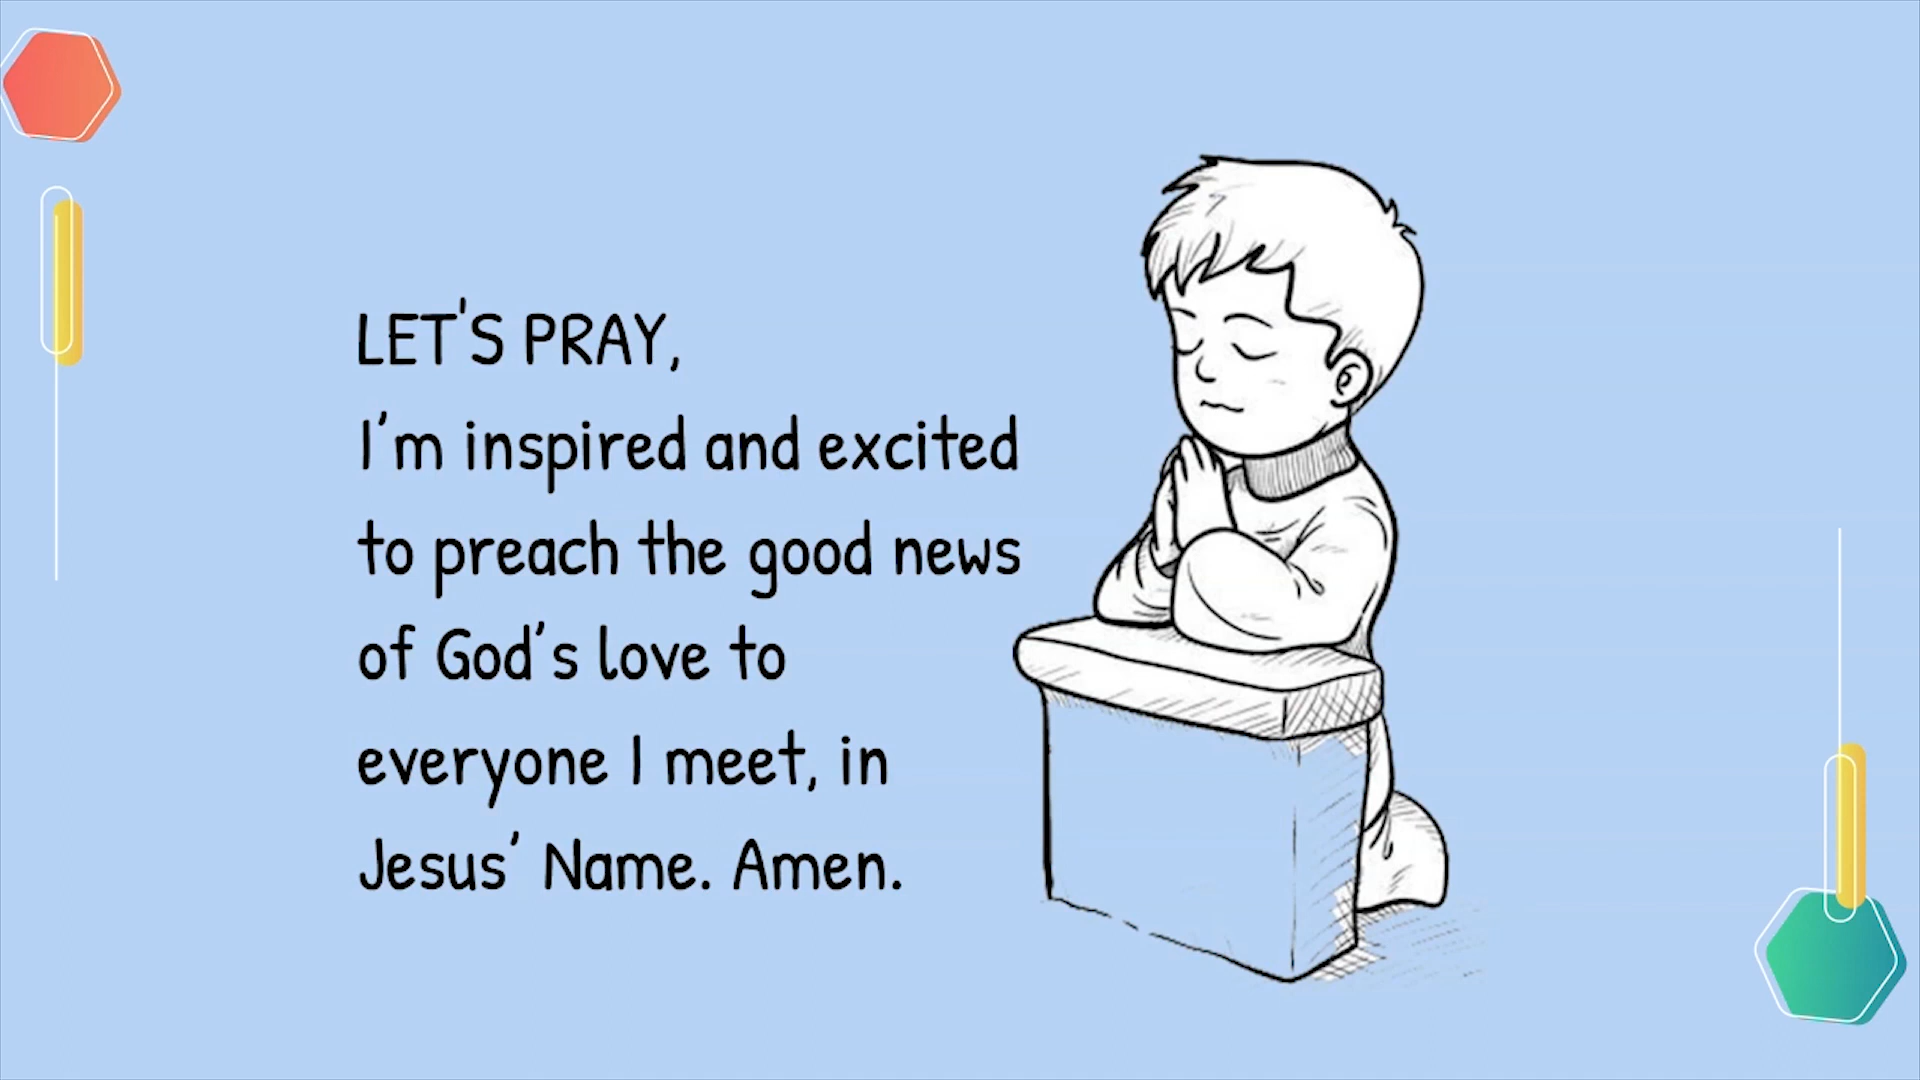 LET'S PRAY,
I’m inspired and excited
to preach the good news
of God’s love to
everyone I meet, in
Jesus’ Name. Amen.